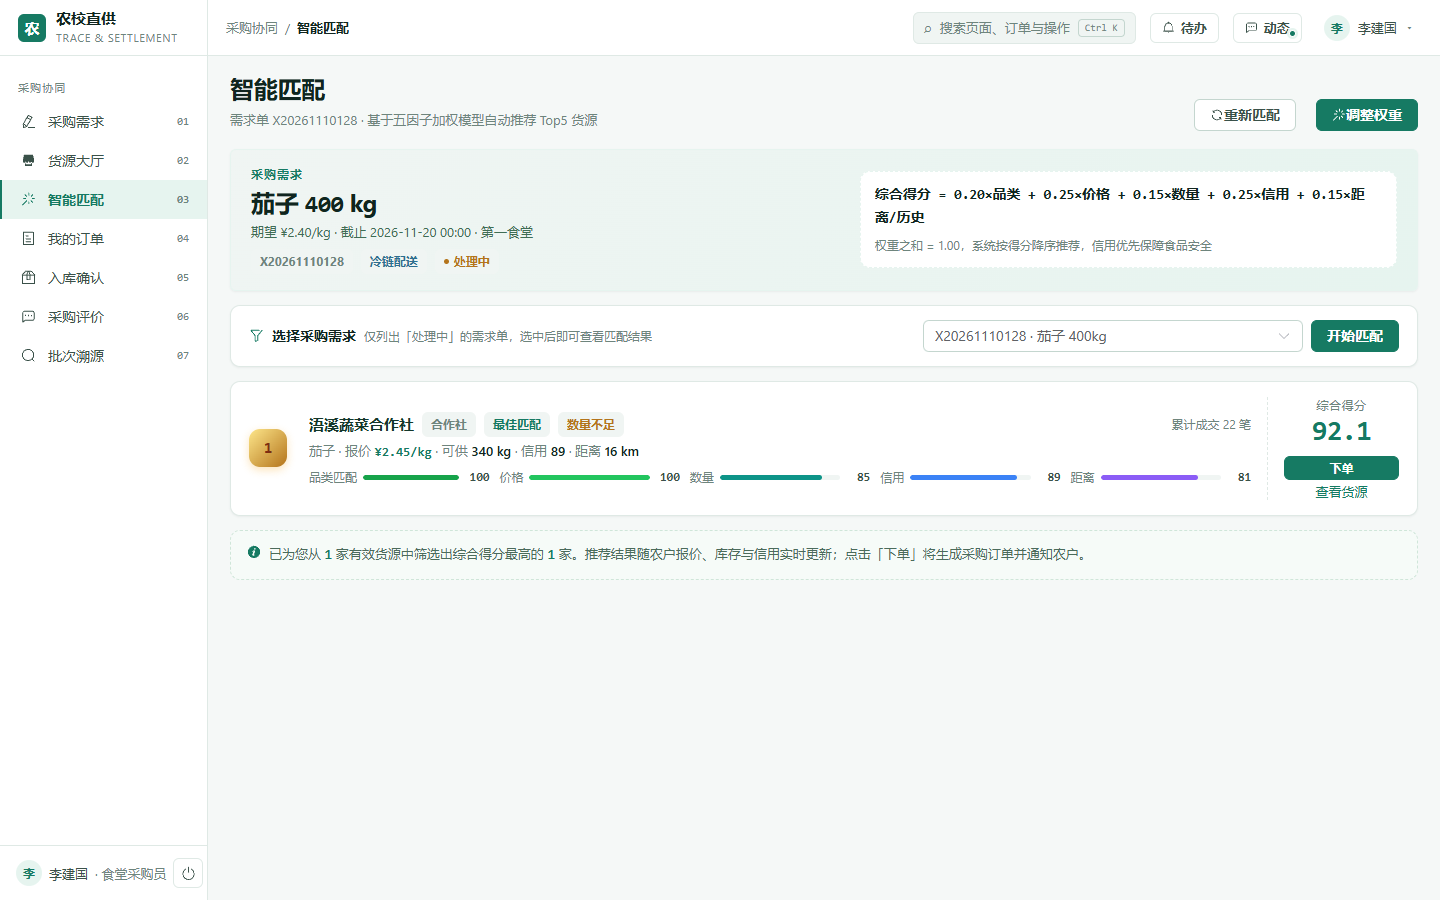 农
农校直供
TRACE & SETTLEMENT
采购协同 / 智能匹配
搜索页面、订单与操作 Ctrl K
待办
动态
李 李建国
采购协同
采购需求 01
货源大厅 02
智能匹配 03
我的订单 04
入库确认 05
采购评价 06
批次溯源 07
智能匹配
需求单 X20261110128 · 基于五因子加权模型自动推荐 Top5 货源
重新匹配
调整权重
采购需求
茄子 400 kg
期望 ¥2.40/kg · 截止 2026-11-20 00:00 · 第一食堂
X20261110128 冷链配送 处理中
综合得分 = 0.20×品类 + 0.25×价格 + 0.15×数量 + 0.25×信用 + 0.15×距
离/历史
权重之和 = 1.00，系统按得分降序推荐，信用优先保障食品安全
选择采购需求 仅列出「处理中」的需求单，选中后即可查看匹配结果
X20261110128 · 茄子 400kg
开始匹配
1
浯溪蔬菜合作社 合作社 最佳匹配 数量不足
累计成交 22 笔
茄子 · 报价 ¥2.45/kg · 可供 340 kg · 信用 89 · 距离 16 km
品类匹配 100 价格 100 数量 85 信用 89 距离 81
综合得分
92.1
下单
查看货源
已为您从 1 家有效货源中筛选出综合得分最高的 1 家。推荐结果随农户报价、库存与信用实时更新；点击「下单」将生成采购订单并通知农户。
李 李建国 · 食堂采购员